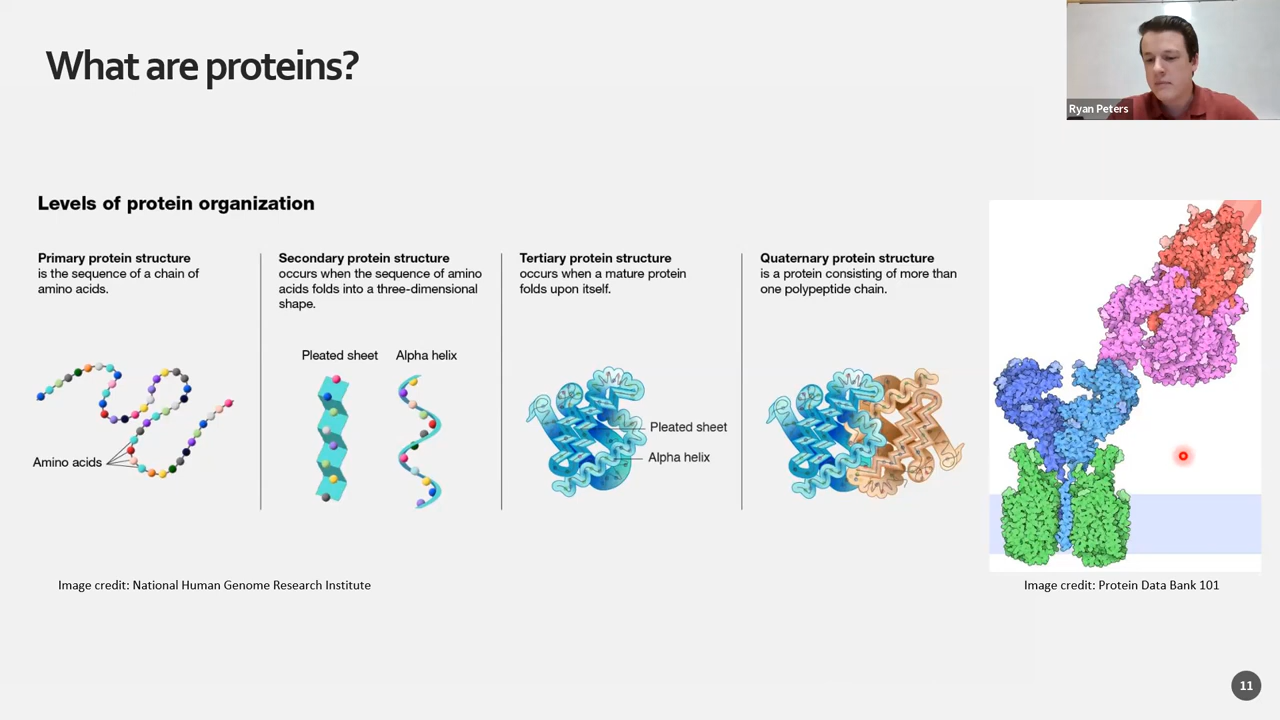 What are proteins?
Ryan Peters
Levels of protein organization
Primary protein structure
is the sequence of a chain of
amino acids.
Amino acids
Secondary protein structure
occurs when the sequence of amino
acids folds into a three-dimensional
shape.
Pleated sheet
Alpha helix
Tertiary protein structure
occurs when a mature protein
folds upon itself.
Pleated sheet
Alpha helix
Quaternary protein structure
is a protein consisting of more than
one polypeptide chain.
Image credit: National Human Genome Research Institute
Image credit: Protein Data Bank 101
11